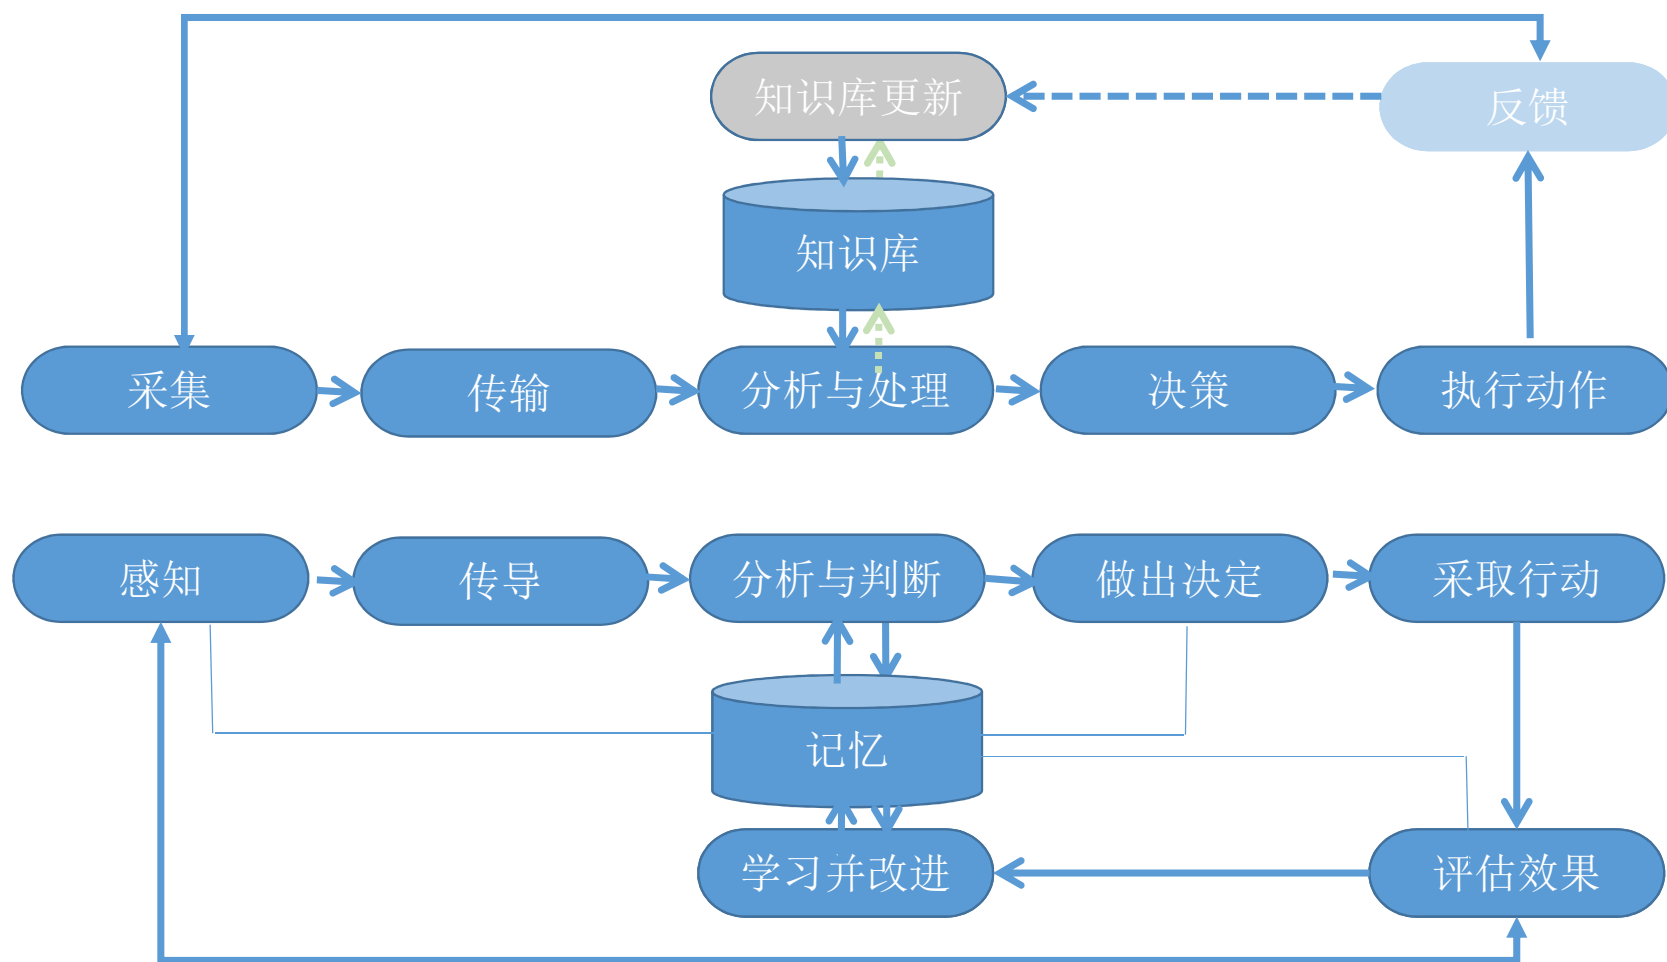 知识库更新
反馈
知识库
采集
传输
分析与处理
决策
执行动作
感知
传导
分析与判断
做出决定
采取行动
记忆
学习并改进
评估效果